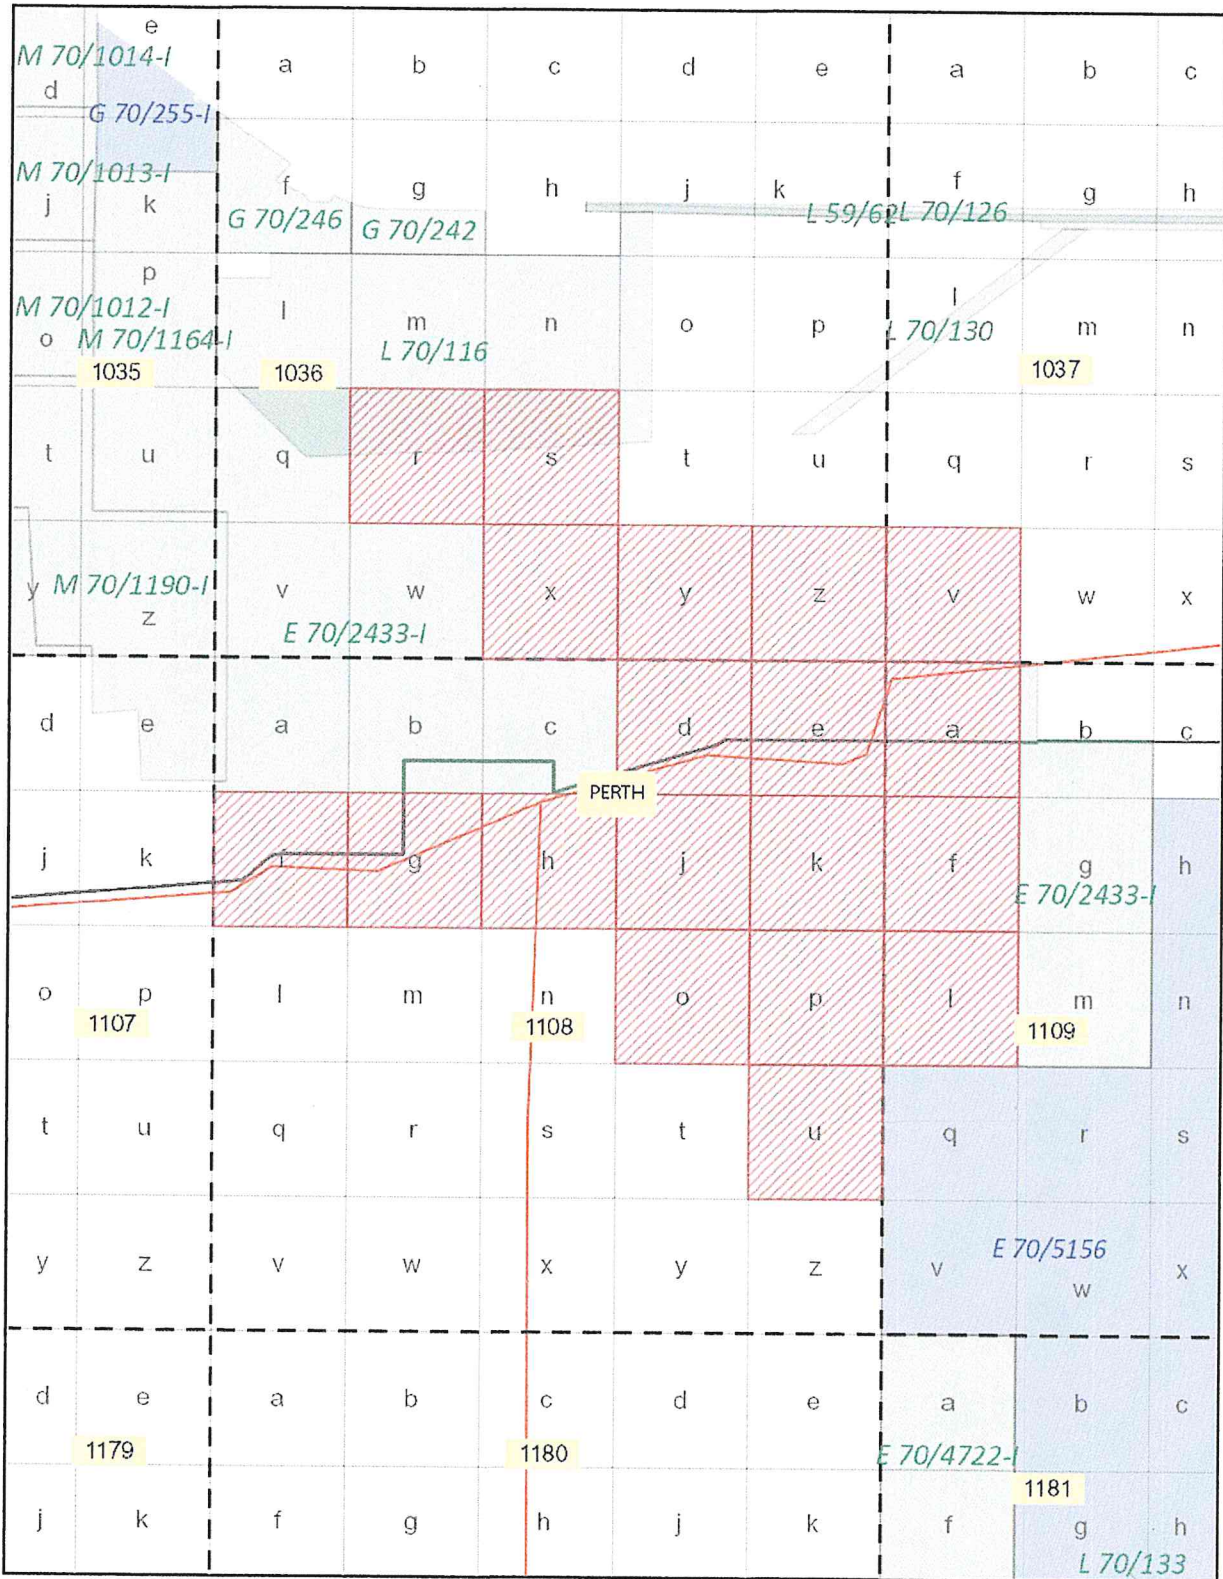 e
M 70/1014-I
a b c d e a b c
d
G 70/255-I
M 70/1013-I
j k f g h j k f g h
G 70/246 G 70/242 L 59/62 L 70/126
p
M 70/1012-I
o M 70/1164-I l m n o p l m n
L 70/116 L 70/130
1035 1036 1037
t u q r s t u q r s
y M 70/1190-I v w x y z v w x
z
E 70/2433-I
d e a b c d e a b c
PERTH
j k f g h j k f g h
E 70/2433-I
o p l m n o p l m n
1107 1108 1109
t u q r s t u q r s
y z v w x y z v E 70/5156 x
w
d e a b c d e a b c
1179 1180 E 70/4722-I
1181
j k f g h j k f g h
L 70/133